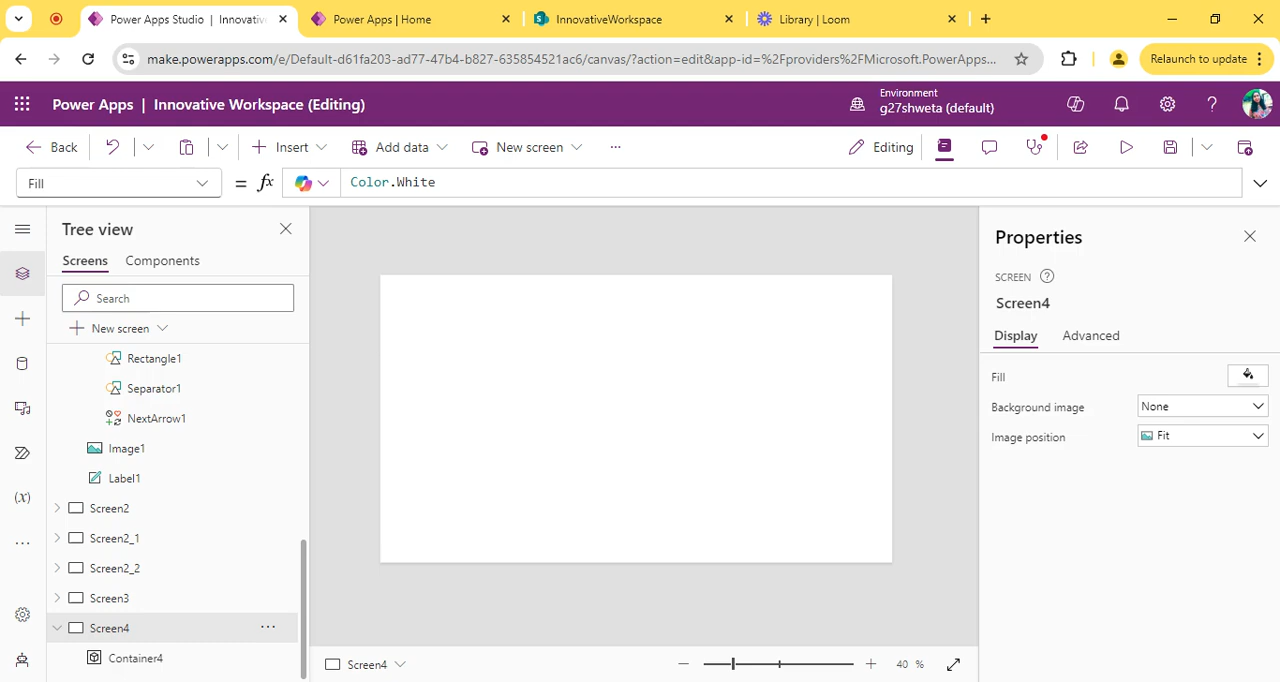 Power Apps Studio | Innovativ
Power Apps | Home
InnovativeWorkspace
Library | Loom
make.powerapps.com/e/Default-d61fa203-ad77-47b4-b827-635854521ac6/canvas/?action=edit&app-id=%2Fproviders%2FMicrosoft.PowerApps...
Relaunch to update
Power Apps | Innovative Workspace (Editing)
Environment
g27shweta (default)
Back
Insert
Add data
New screen
Editing
Fill
= fx
Color.White
Tree view
Screens
Components
Search
New screen
Rectangle1
Separator1
NextArrow1
Image1
Label1
Screen2
Screen2_1
Screen2_2
Screen3
Screen4
Container4
Screen4
40 %
Properties
SCREEN
Screen4
Display
Advanced
Fill
Background image
None
Image position
Fit